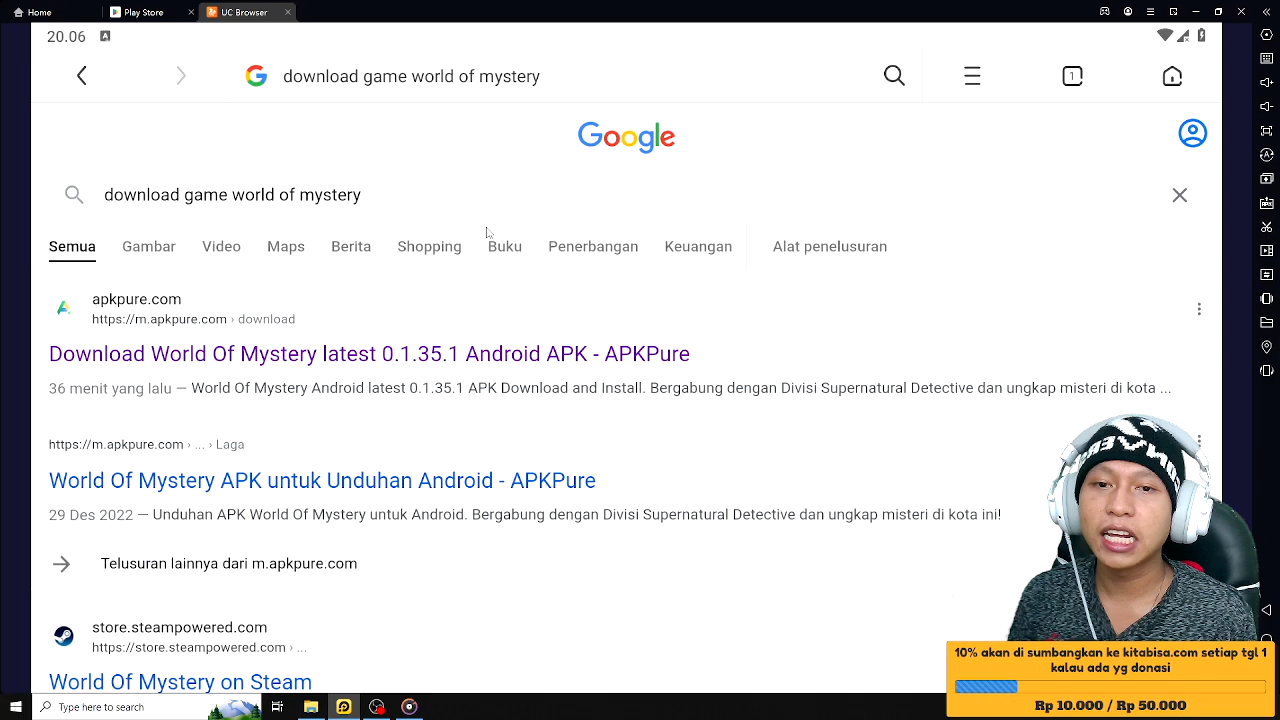 Home
Play Store
UC Browser
20.06
A
download game world of mystery
1
Google
download game world of mystery
Semua Gambar Video Maps Berita Shopping Buku Penerbangan Keuangan Alat penelusuran
apkpure.com
https://m.apkpure.com › download
Download World Of Mystery latest 0.1.35.1 Android APK - APKPure
36 menit yang lalu — World Of Mystery Android latest 0.1.35.1 APK Download and Install. Bergabung dengan Divisi Supernatural Detective dan ungkap misteri di kota ...
https://m.apkpure.com › ... › Laga
World Of Mystery APK untuk Unduhan Android - APKPure
29 Des 2022 — Unduhan APK World Of Mystery untuk Android. Bergabung dengan Divisi Supernatural Detective dan ungkap misteri di kota ini!
Telusuran lainnya dari m.apkpure.com
store.steampowered.com
https://store.steampowered.com › ...
World Of Mystery on Steam
10% akan di sumbangkan ke kitabisa.com setiap tgl 1
kalau ada yg donasi
Rp 10.000 / Rp 50.000
Type here to search